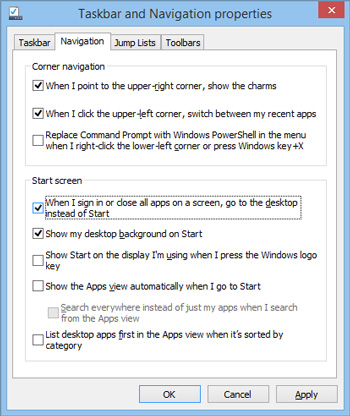 Taskbar and Navigation properties
Taskbar Navigation Jump Lists Toolbars
Corner navigation
When I point to the upper-right corner, show the charms
When I click the upper-left corner, switch between my recent apps
Replace Command Prompt with Windows PowerShell in the menu
when I right-click the lower-left corner or press Windows key+X
Start screen
When I sign in or close all apps on a screen, go to the desktop
instead of Start
Show my desktop background on Start
Show Start on the display I'm using when I press the Windows logo
key
Show the Apps view automatically when I go to Start
Search everywhere instead of just my apps when I search
from the Apps view
List desktop apps first in the Apps view when it's sorted by
category
OK Cancel Apply